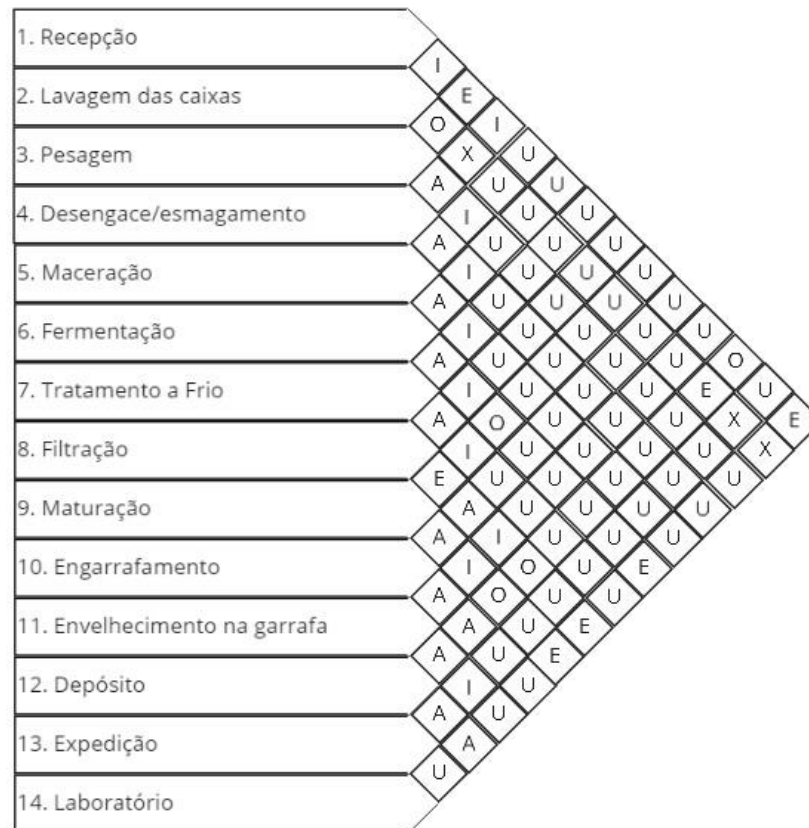 1. Recepção
I
2. Lavagem das caixas E
O I
3. Pesagem X U
A U U
4. Desengace/esmagamento I U U
A U U U
5. Maceração I U U U
A U U U U
6. Fermentação I U U U U
A U U U U O
7. Tratamento a Frio I U U U E U
A O U U U X E
8. Filtração I U U U U X
E U U U U U
9. Maturação A U U U U
A I U U U
10. Engarrafamento I O U E
A O U U
11. Envelhecimento na garrafa A U E
A U E
12. Depósito I U
A U
13. Expedição A
U
14. Laboratório